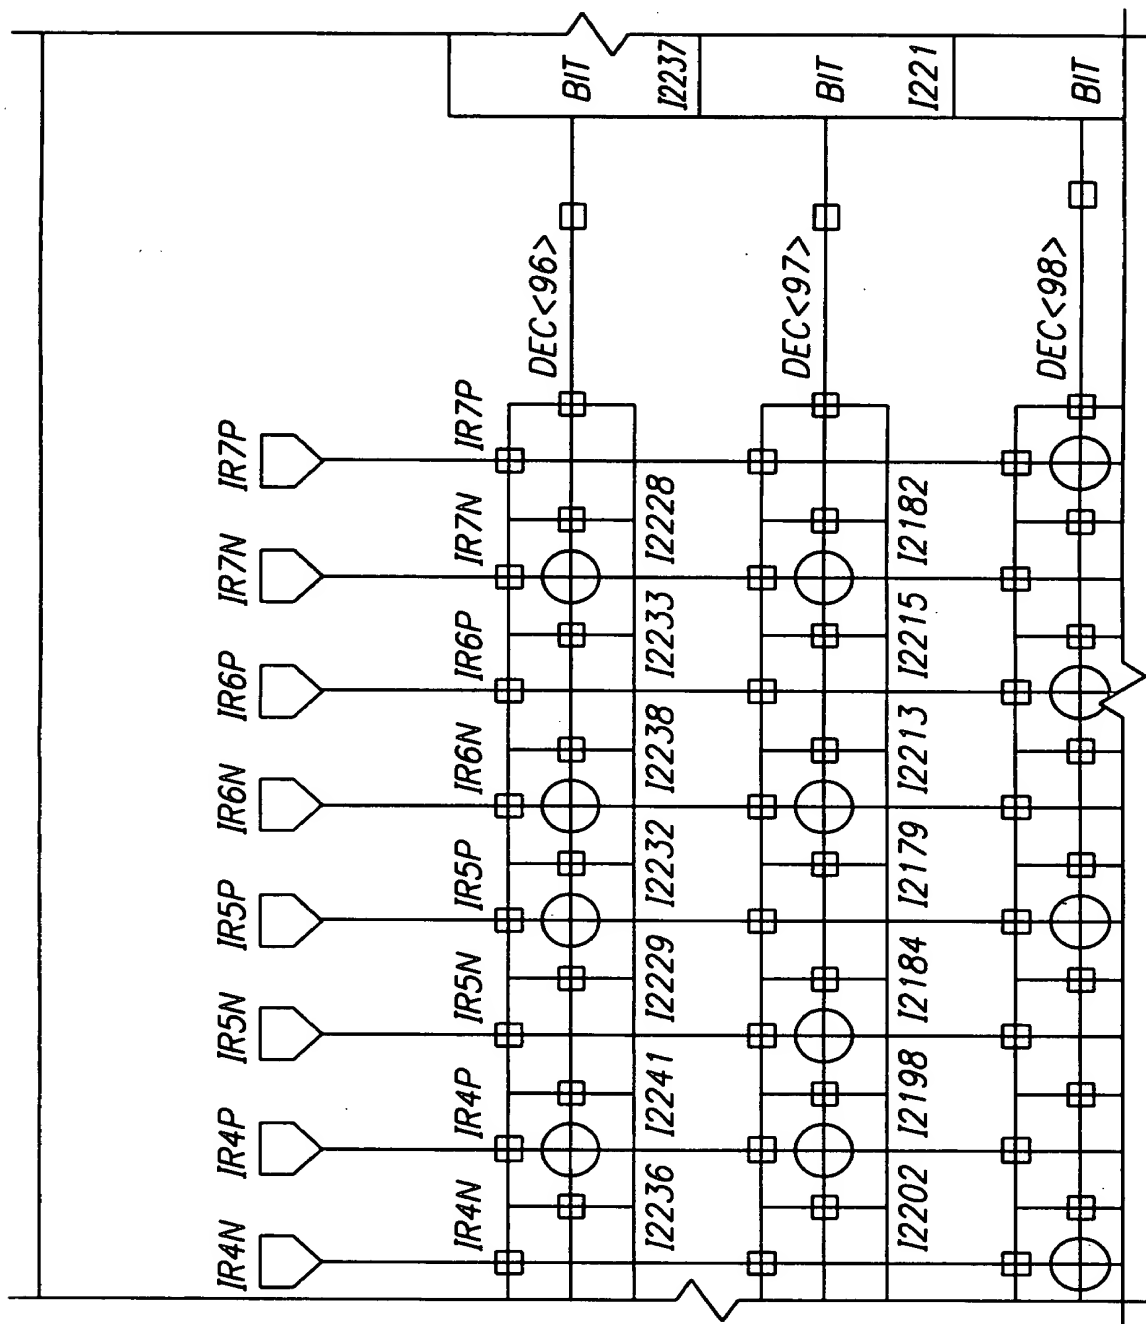 IR4N IR4P IR5N IR5P IR6N IR6P IR7N IR7P
IR4N IR4P IR5N IR5P IR6N IR6P IR7N IR7P
DEC<96> BIT
I2236 I2241 I2229 I2232 I2238 I2233 I2228 I2237
DEC<97> BIT
I2202 I2198 I2184 I2179 I2213 I2215 I2182 I221
DEC<98> BIT